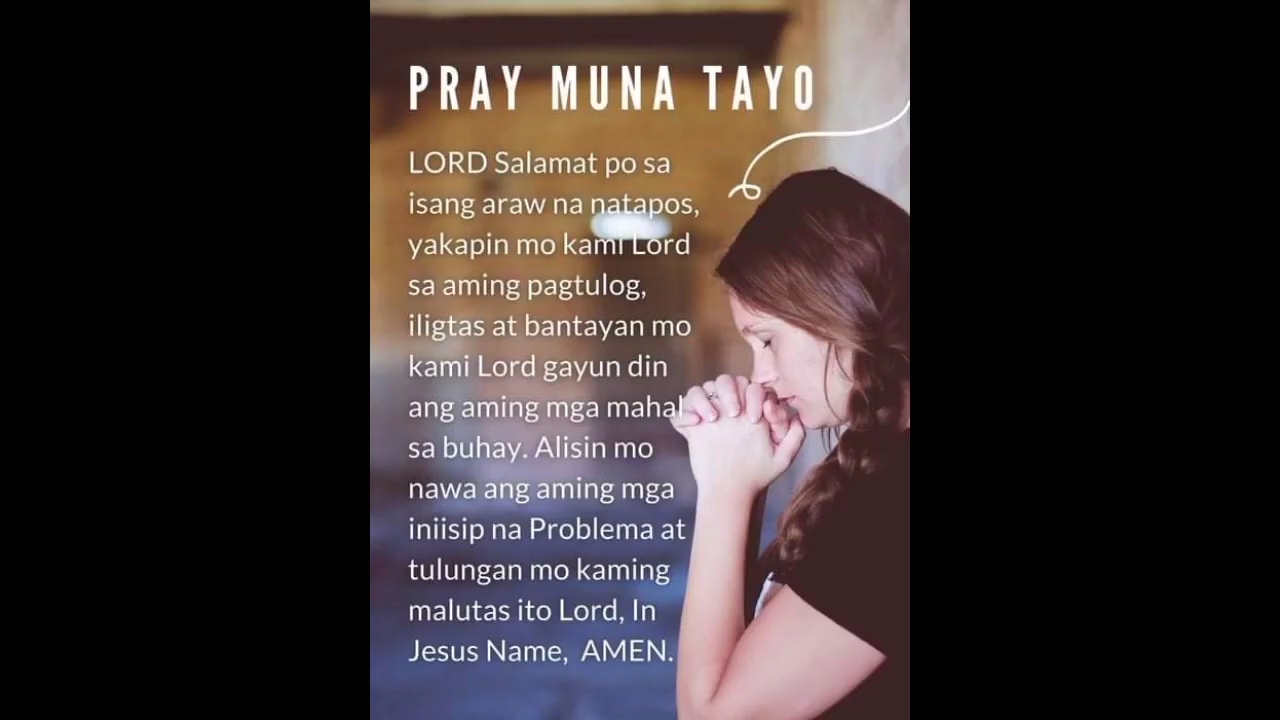 PRAY MUNA TAYO
LORD Salamat po sa
isang araw na natapos,
yakapin mo kami Lord
sa aming pagtulog,
iligtas at bantayan mo
kami Lord gayun din
ang aming mga mahal
sa buhay. Alisin mo
nawa ang aming mga
iniisip na Problema at
tulungan mo kaming
malutas ito Lord, In
Jesus Name,  AMEN.